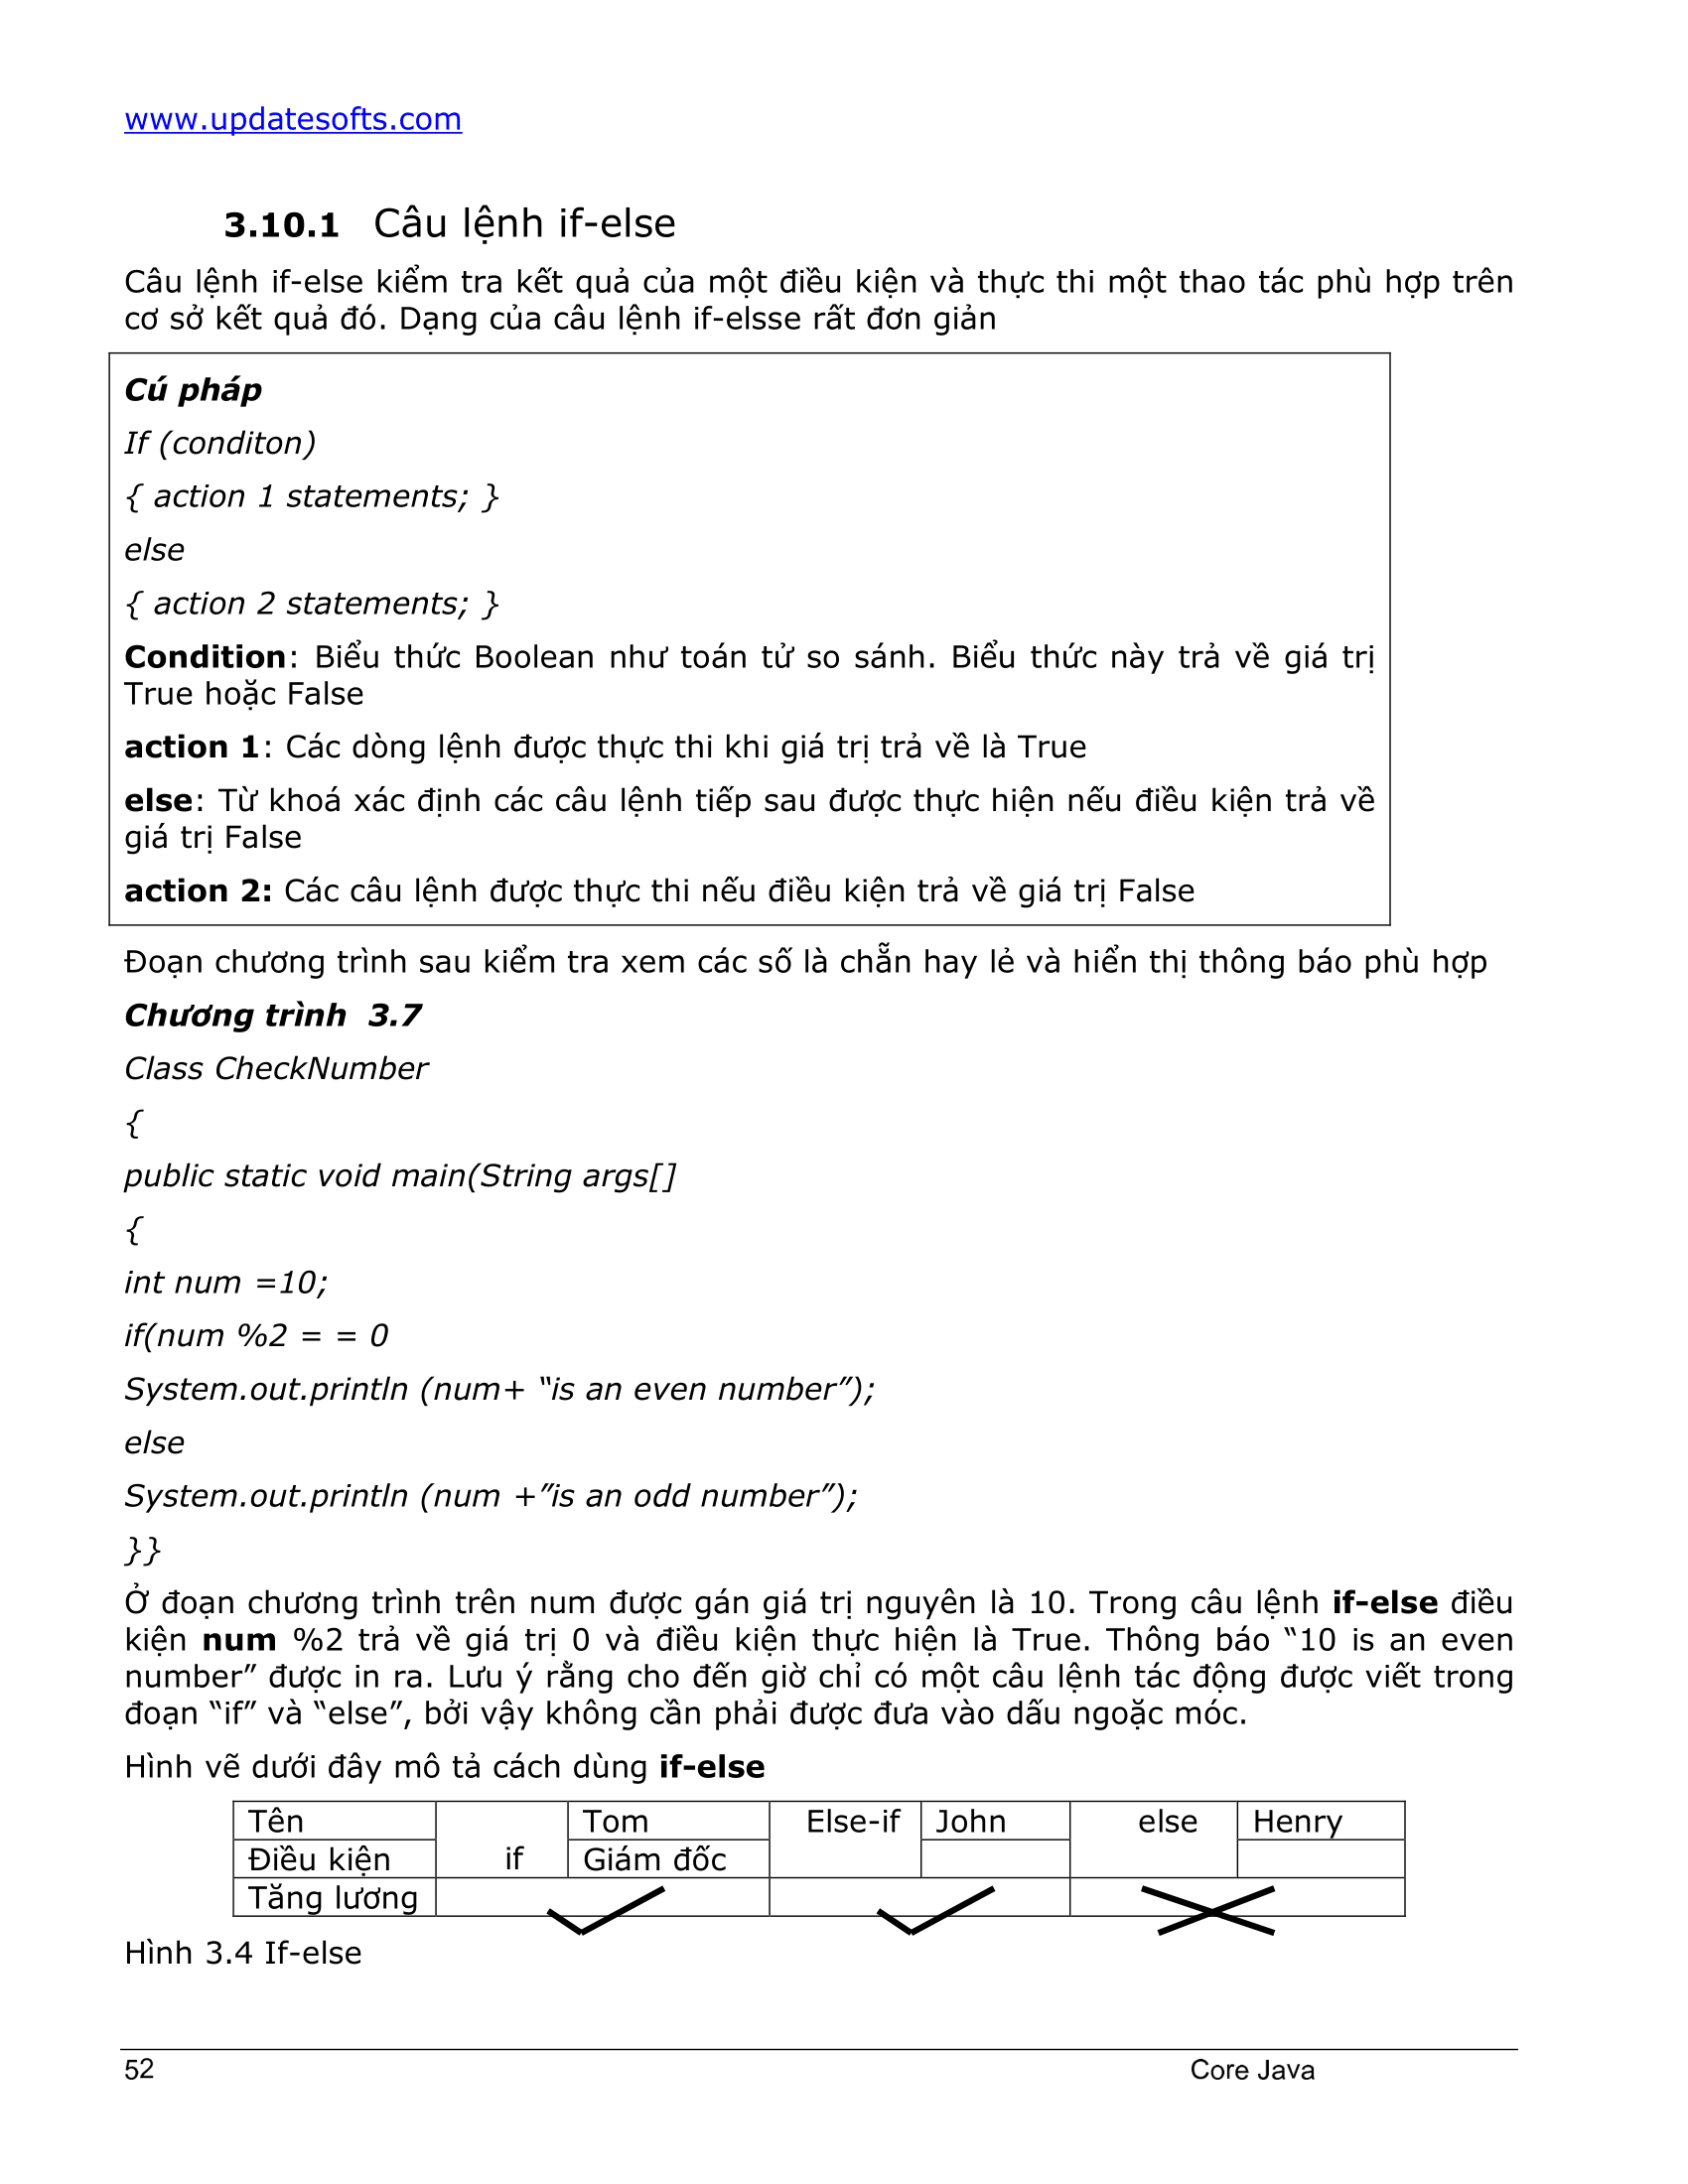 www.updatesofts.com
3.10.1 Câu lệnh if-else
Câu lệnh if-else kiểm tra kết quả của một điều kiện và thực thi một thao tác phù hợp trên
cơ sở kết quả đó. Dạng của câu lệnh if-elsse rất đơn giản
Cú pháp
If (conditon)
{ action 1 statements; }
else
{ action 2 statements; }
Condition: Biểu thức Boolean như toán tử so sánh. Biểu thức này trả về giá trị
True hoặc False
action 1: Các dòng lệnh được thực thi khi giá trị trả về là True
else: Từ khoá xác định các câu lệnh tiếp sau được thực hiện nếu điều kiện trả về
giá trị False
action 2: Các câu lệnh được thực thi nếu điều kiện trả về giá trị False
Đoạn chương trình sau kiểm tra xem các số là chẵn hay lẻ và hiển thị thông báo phù hợp
Chương trình 3.7
Class CheckNumber
{
public static void main(String args[]
{
int num =10;
if(num %2 = = 0
System.out.println (num+ “is an even number”);
else
System.out.println (num +”is an odd number”);
}}
Ở đoạn chương trình trên num được gán giá trị nguyên là 10. Trong câu lệnh if-else điều
kiện num %2 trả về giá trị 0 và điều kiện thực hiện là True. Thông báo “10 is an even
number” được in ra. Lưu ý rằng cho đến giờ chỉ có một câu lệnh tác động được viết trong
đoạn “if” và “else”, bởi vậy không cần phải được đưa vào dấu ngoặc móc.
Hình vẽ dưới đây mô tả cách dùng if-else
Tên Tom Else-if John else Henry
Điều kiện if Giám đốc
Tăng lương
Hình 3.4 If-else
52 Core Java